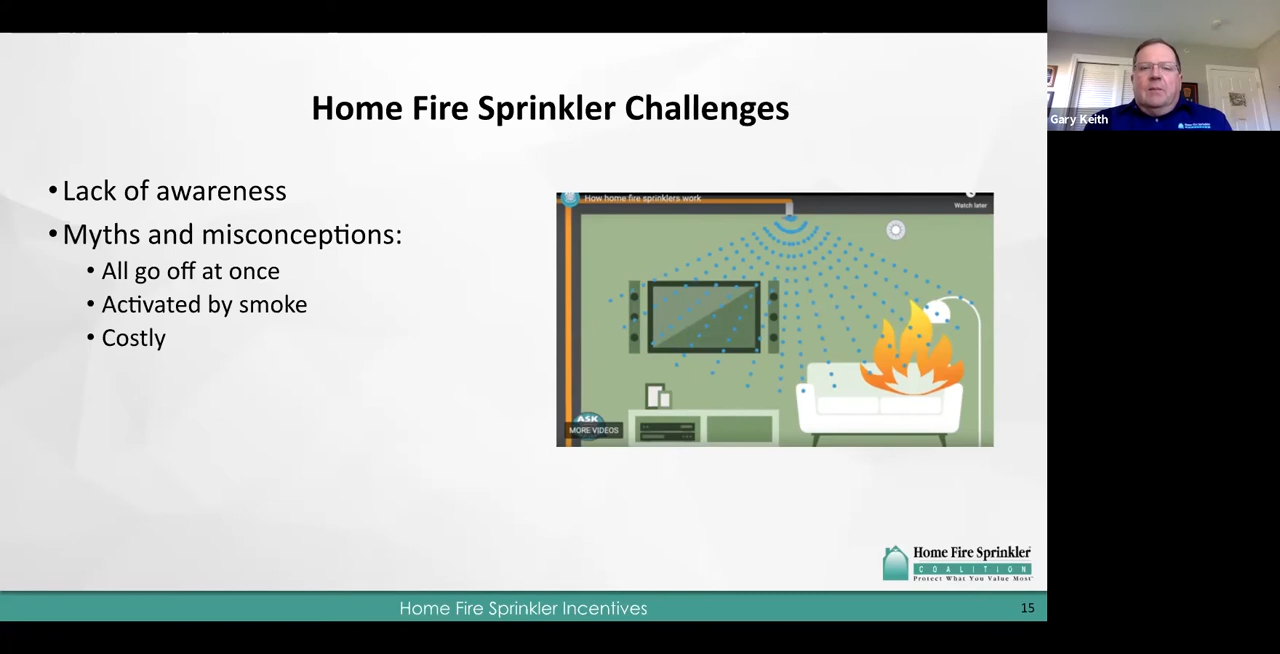 Home Fire Sprinkler Challenges
Gary Keith
• Lack of awareness
• Myths and misconceptions:
• All go off at once
• Activated by smoke
• Costly
How home fire sprinklers work
Watch later
ASK
MORE VIDEOS
Home Fire Sprinkler
COALITION
Protect What You Value Most
Home Fire Sprinkler Incentives
15